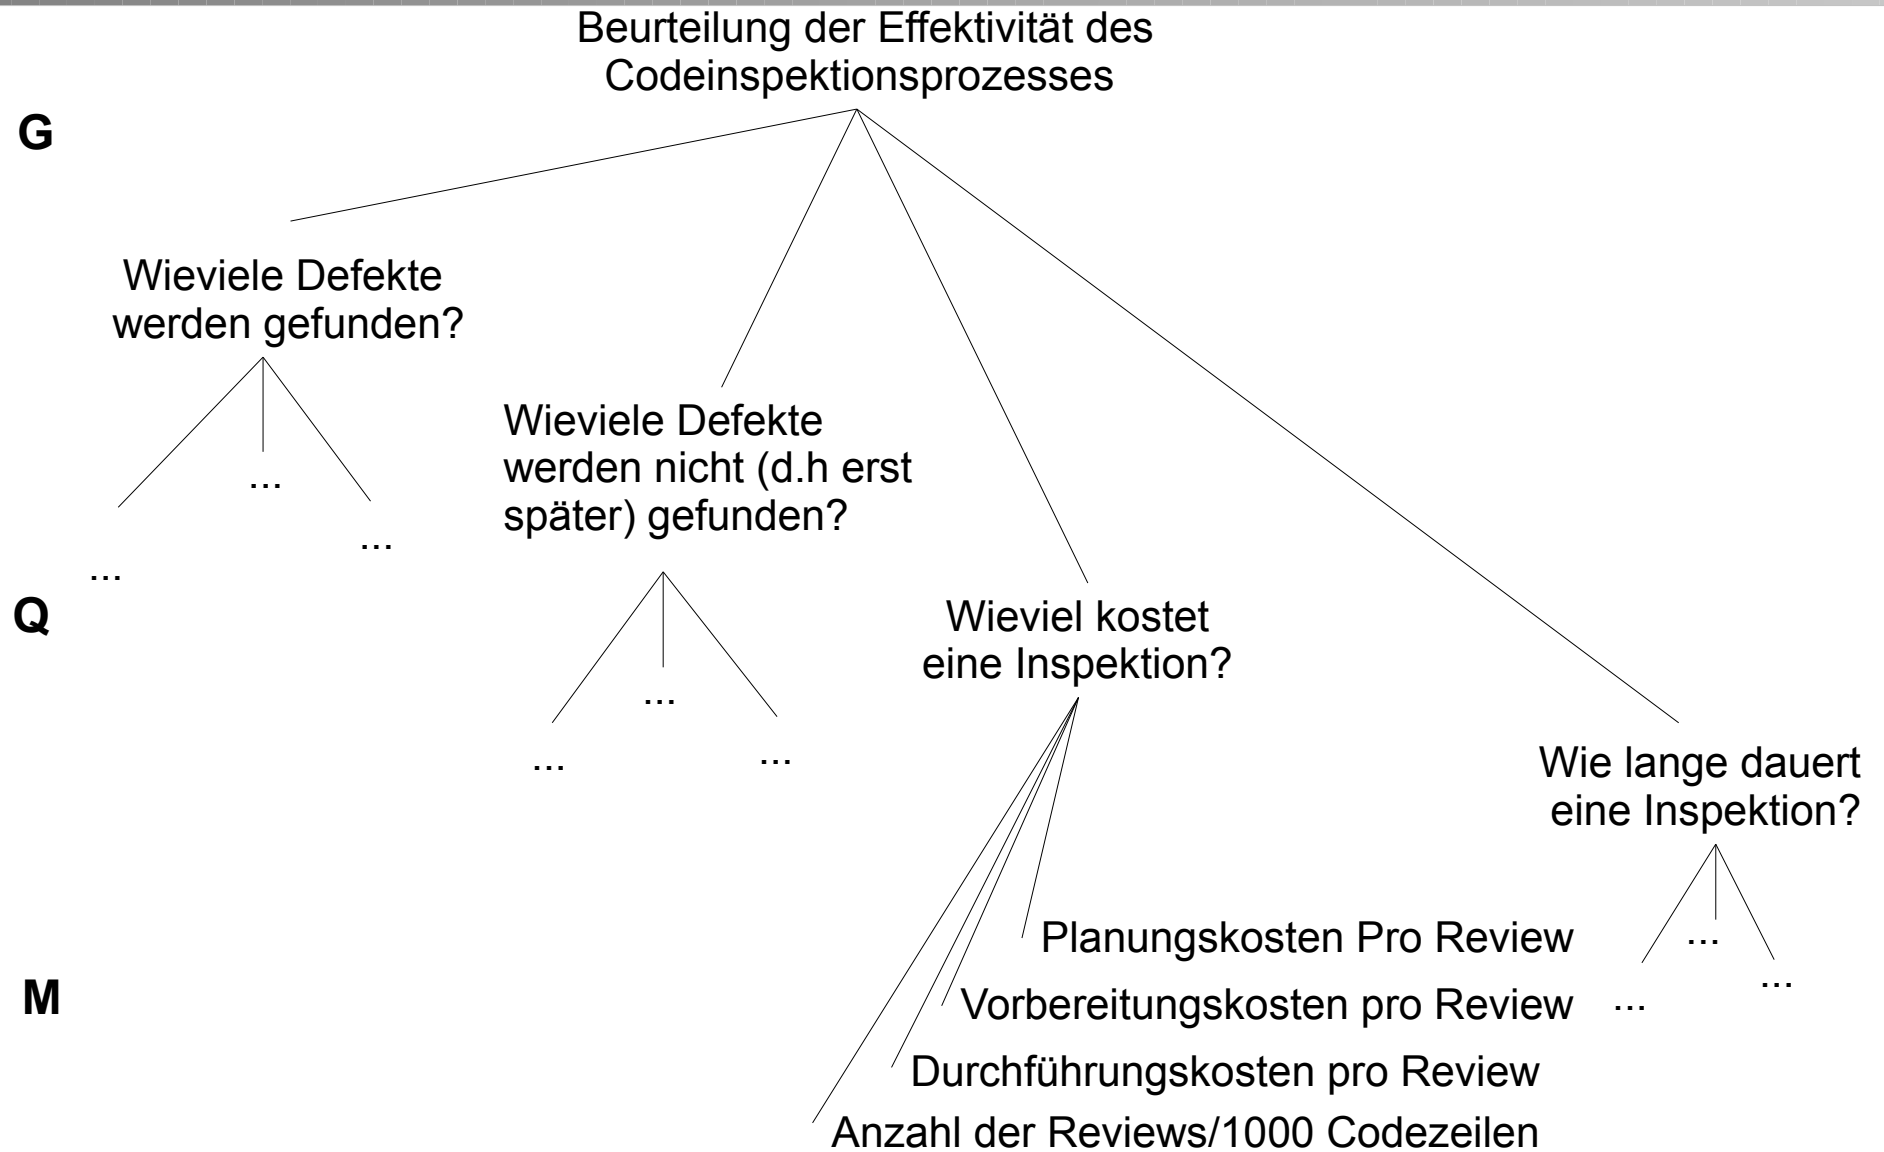 Beurteilung der Effektivität des
Codeinspektionsprozesses
G
Wieviele Defekte
werden gefunden?
...
...
...
Wieviele Defekte
werden nicht (d.h erst
später) gefunden?
...
...
...
Q
Wieviel kostet
eine Inspektion?
Wie lange dauert
eine Inspektion?
...
...
...
M
Planungskosten Pro Review
Vorbereitungskosten pro Review
Durchführungskosten pro Review
Anzahl der Reviews/1000 Codezeilen